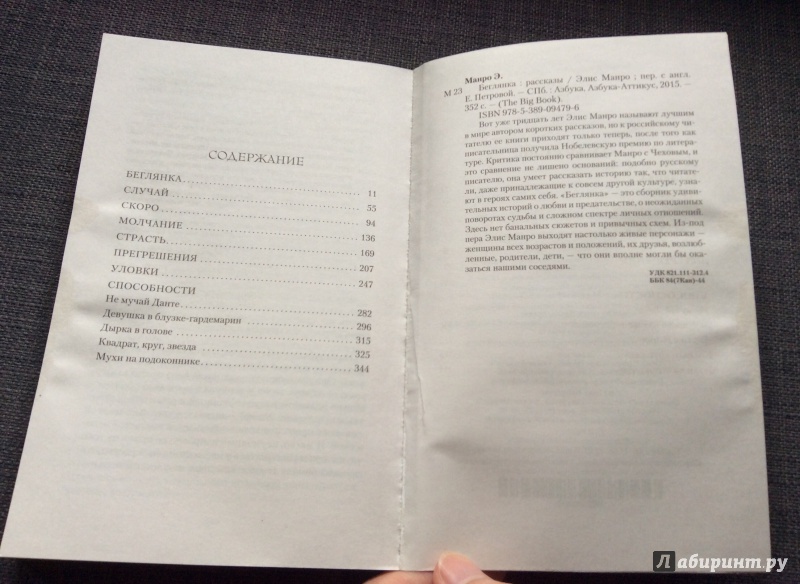 СОДЕРЖАНИЕ
БЕГЛЯНКА 11
СЛУЧАЙ 55
СКОРО 94
МОЛЧАНИЕ 136
СТРАСТЬ 169
ПРЕГРЕШЕНИЯ 207
УЛОВКИ 247
СПОСОБНОСТИ
Не мучай Данте 282
Девушка в блузке-гардемарин 296
Дырка в голове 315
Квадрат, круг, звезда 325
Мухи на подоконнике 344
Манро Э.
М 23 Беглянка : рассказы / Элис Манро ; пер. с англ.
Е. Петровой. — СПб. : Азбука, Азбука-Аттикус, 2015. —
352 с. — (The Big Book).
ISBN 978-5-389-09479-6
Вот уже тридцать лет Элис Манро называют лучшим
в мире автором коротких рассказов, но к российскому чи-
тателю ее книги приходят только теперь, после того как
писательница получила Нобелевскую премию по литера-
туре. Критика постоянно сравнивает Манро с Чеховым, и
это сравнение не лишено оснований: подобно русскому
писателю, она умеет рассказать историю так, что читате-
ли, даже принадлежащие к совсем другой культуре, узна-
ют в героях самих себя. «Беглянка» — это сборник удиви-
тельных историй о любви и предательстве, о неожиданных
поворотах судьбы и сложном спектре личных отношений.
Здесь нет банальных сюжетов и привычных схем. Из-под
пера Элис Манро выходят настолько живые персонажи —
женщины всех возрастов и положений, их друзья, возлюб-
ленные, родители, дети, — что они вполне могли бы ока-
заться нашими соседями.
УДК 821.111-312.4
ББК 84(7Кан)-44
Лабиринт.ру